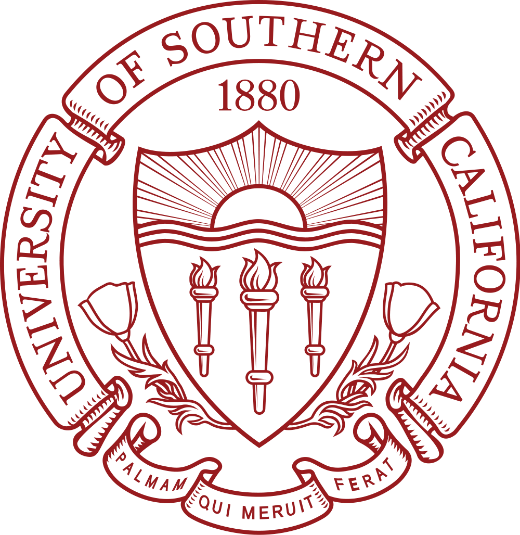 UNIVERSITY OF SOUTHERN CALIFORNIA
1880
PALMAM QUI MERUIT FERAT